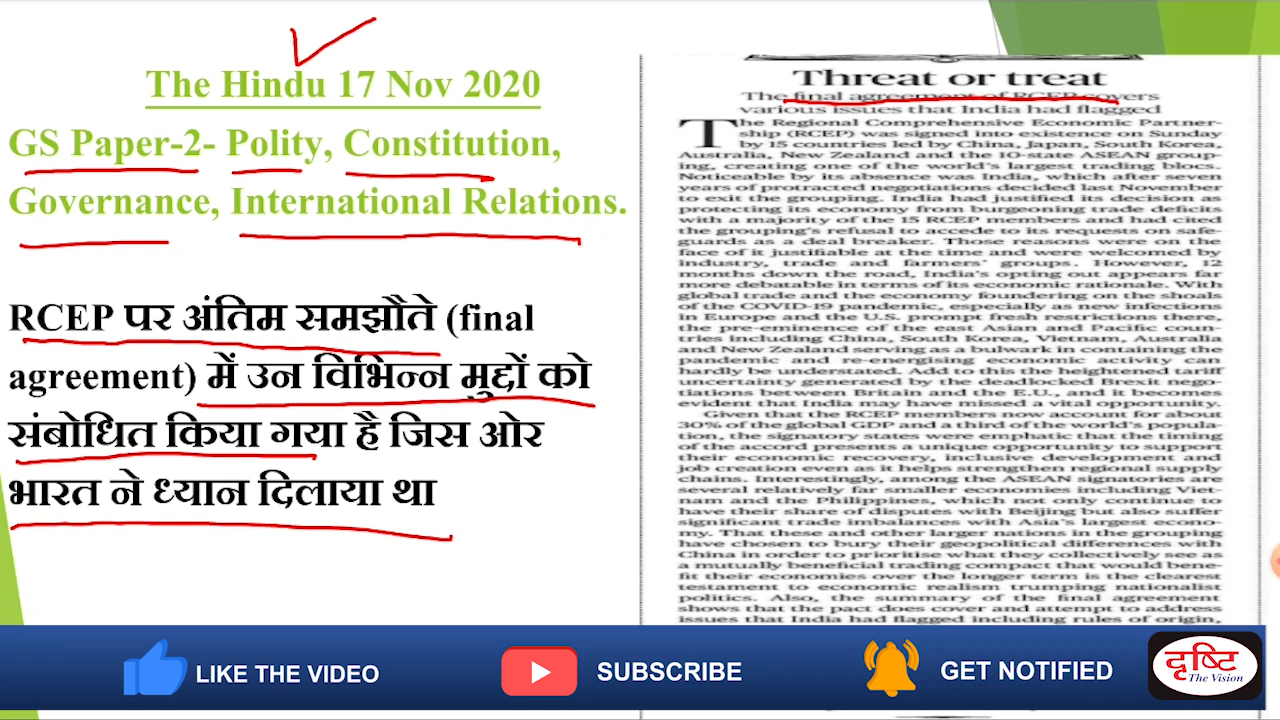 The Hindu 17 Nov 2020
GS Paper-2- Polity, Constitution,
Governance, International Relations.
RCEP पर अंतिम समझौते (final
agreement) में उन विभिन्न मुद्दों को
संबोधित किया गया है जिस ओर
भारत ने ध्यान दिलाया था
Threat or treat
The final agreement of RCEP covers
various issues that India had flagged
The Regional Comprehensive Economic Partner-
ship (RCEP) was signed into existence on Sunday
by 15 countries led by China, Japan, South Korea,
Australia, New Zealand and the 10-state ASEAN group-
ing, creating one of the world's largest trading blocs.
Noticeable by its absence was India, which after seven
years of protracted negotiations decided last November
to exit the grouping. India had justified its decision as
protecting its economy from burgeoning trade deficits
with a majority of the 15 RCEP members and had cited
the grouping's refusal to accede to its requests on safe-
guards as a deal breaker. Those reasons were on the
face of it justifiable at the time and were welcomed by
industry, trade and farmers' groups. However, 12
months down the road, India's opting out appears far
more debatable in terms of its economic rationale. With
global trade and the economy foundering on the shoals
of the COVID-19 pandemic, especially as new infections
in Europe and the U.S. prompt fresh restrictions there,
the pre-eminence of the east Asian and Pacific coun-
tries including China, South Korea, Vietnam, Australia
and New Zealand serving as a bulwark in containing the
pandemic and re-energising economic activity can
hardly be understated. Add to this the heightened tariff
uncertainty generated by the deadlocked Brexit nego-
tiations between Britain and the E.U., and it becomes
evident that India may have missed a vital opportunity.
Given that the RCEP members now account for about
30% of the global GDP and a third of the world's popula-
tion, the signatory states were emphatic that the timing
of the accord presents a unique opportunity to support
their economic recovery, inclusive development and
job creation even as it helps strengthen regional supply
chains. Interestingly, among the ASEAN signatories are
several relatively far smaller economies including Viet-
nam and the Philippines, which not only continue to
have their share of disputes with Beijing but also suffer
significant trade imbalances with Asia's largest econo-
my. That these and other larger nations in the grouping
have chosen to bury their geopolitical differences with
China in order to prioritise what they collectively see as
a mutually beneficial trading compact that would bene-
fit their economies over the longer term is the clearest
testament to economic realism trumping nationalist
politics. Also, the summary of the final agreement
shows that the pact does cover and attempt to address
issues that India had flagged including rules of origin,
LIKE THE VIDEO
SUBSCRIBE
GET NOTIFIED
दृष्टि
The Vision